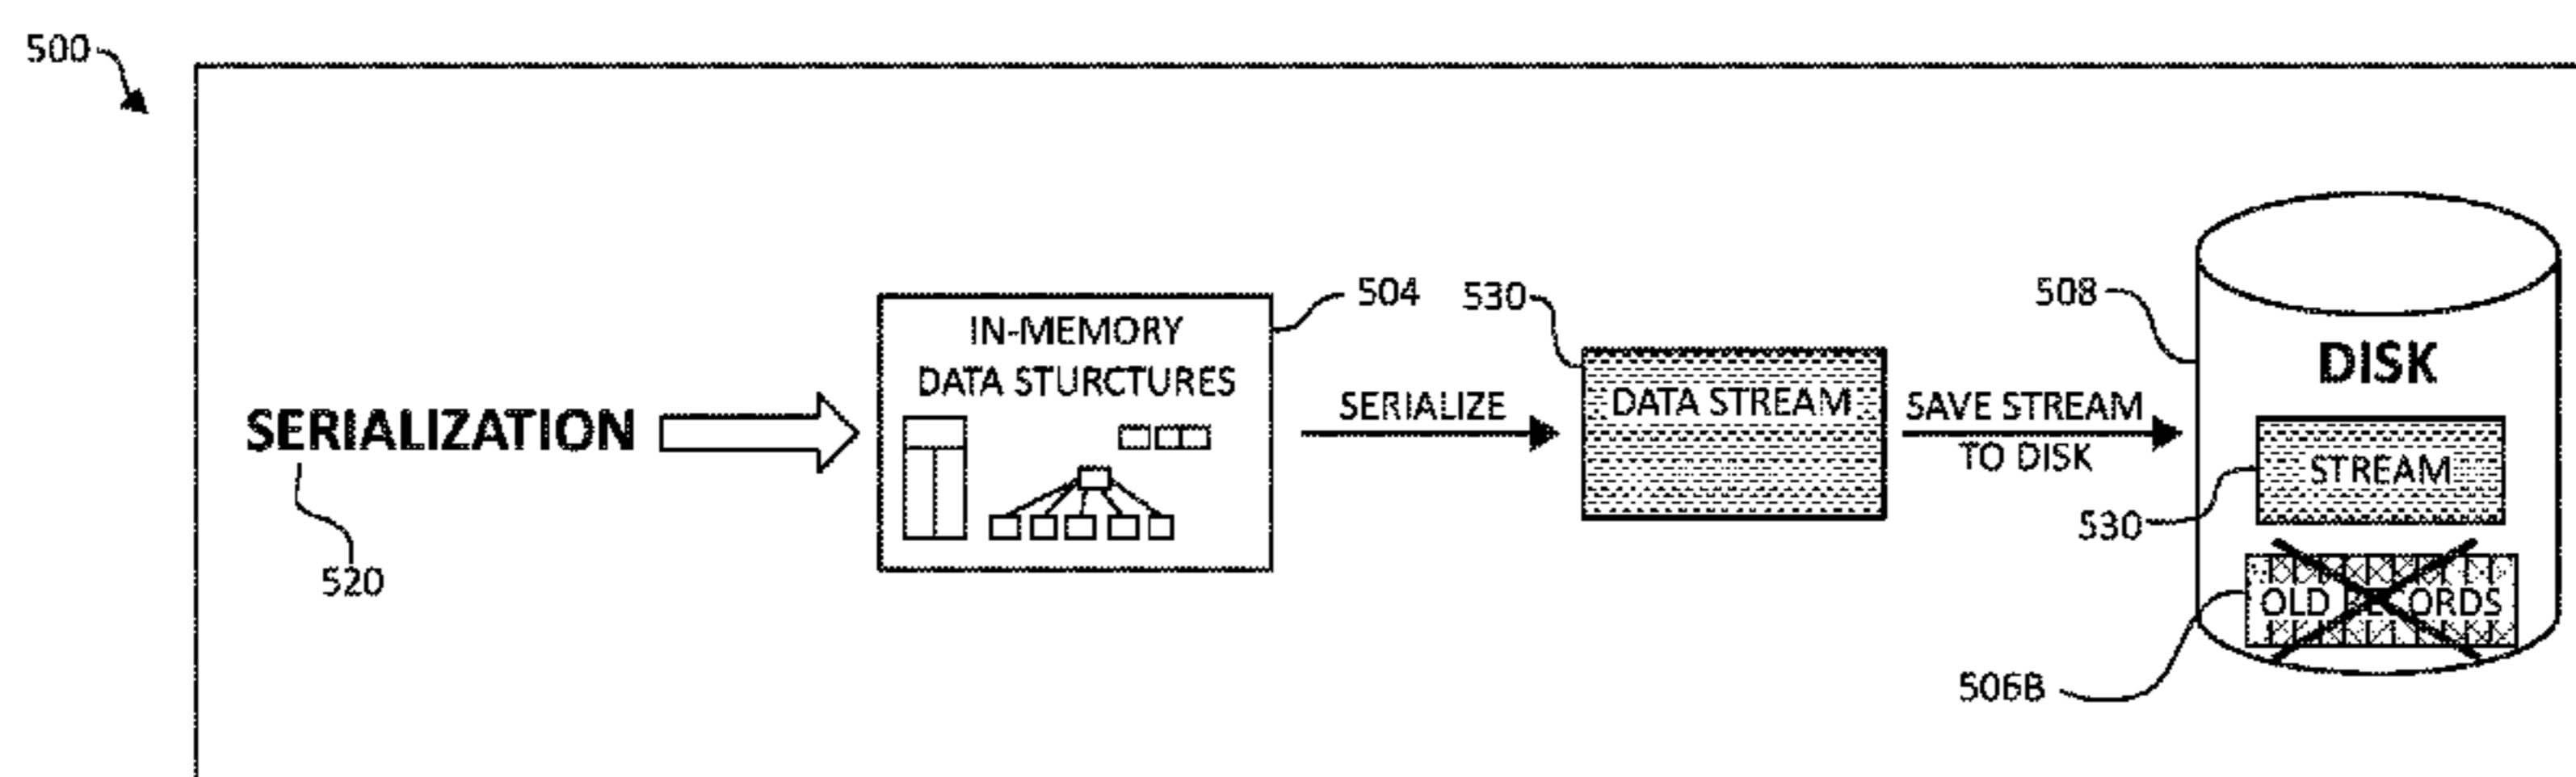 500
504
530
508
IN-MEMORY
DATA STURCTURES
SERIALIZATION
520
SERIALIZE
DATA STREAM
SAVE STREAM
TO DISK
DISK
STREAM
530
OLD
506B